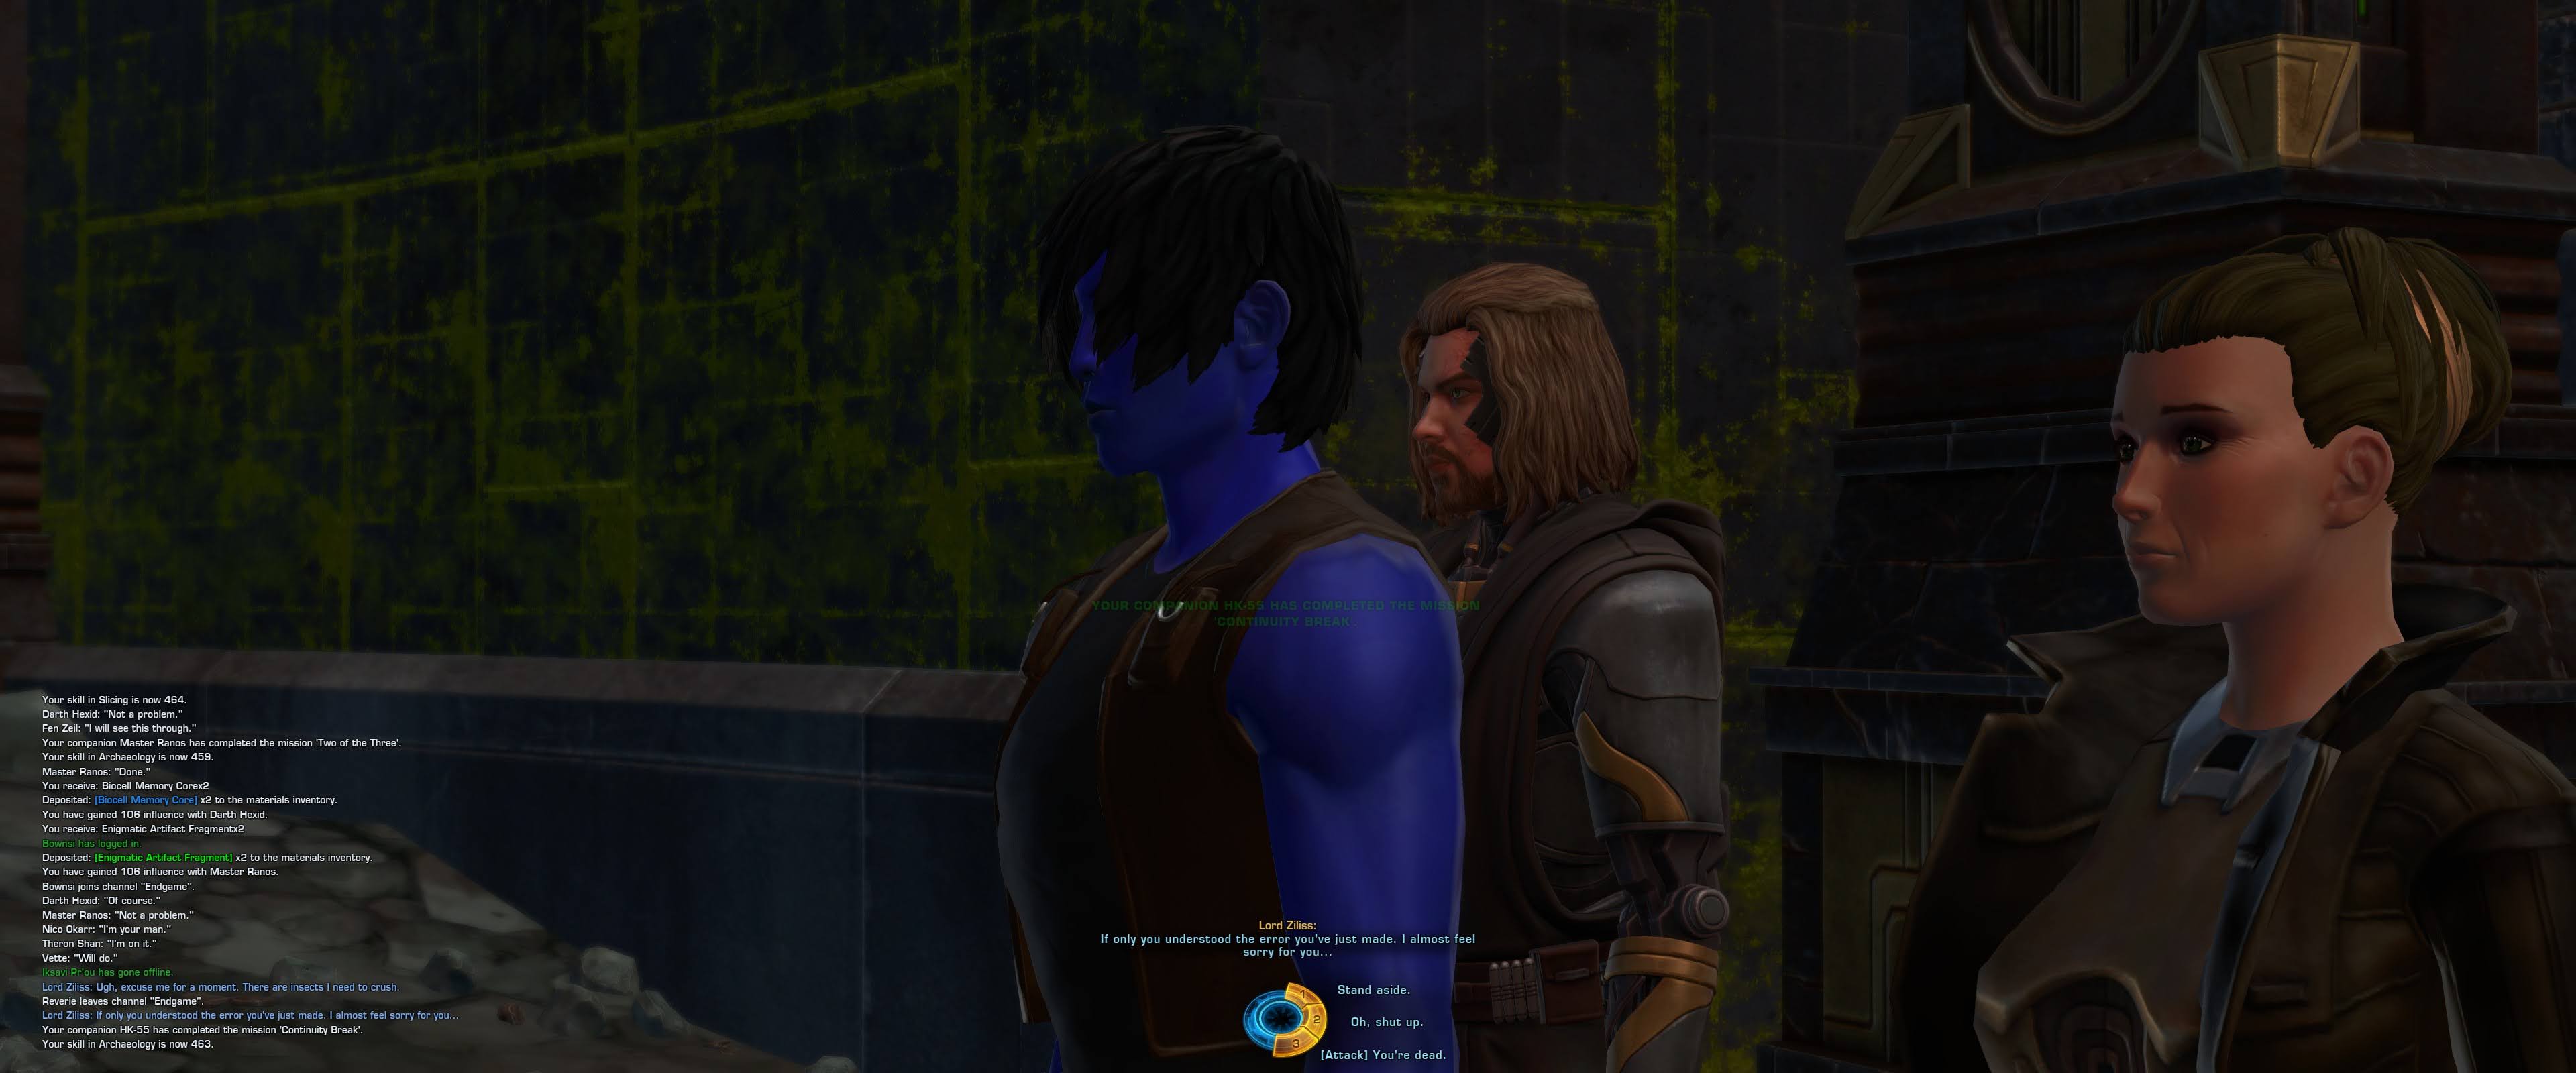 YOUR COMPANION HK-55 HAS COMPLETED THE MISSION
'CONTINUITY BREAK'.
Your skill in Slicing is now 464.
Darth Hexid: "Not a problem."
Fen Zeil: "I will see this through."
Your companion Master Ranos has completed the mission 'Two of the Three'.
Your skill in Archaeology is now 459.
Master Ranos: "Done."
You receive: Biocell Memory Corex2
Deposited: [Biocell Memory Core] x2 to the materials inventory.
You have gained 106 influence with Darth Hexid.
You receive: Enigmatic Artifact Fragmentx2
Bownsi has logged in.
Deposited: [Enigmatic Artifact Fragment] x2 to the materials inventory.
You have gained 106 influence with Master Ranos.
Bownsi joins channel "Endgame".
Darth Hexid: "Of course."
Master Ranos: "Not a problem."
Nico Okarr: "I'm your man."
Theron Shan: "I'm on it."
Vette: "Will do."
Iksavi Pr'ou has gone offline.
Lord Ziliss: Ugh, excuse me for a moment. There are insects I need to crush.
Reverie leaves channel "Endgame".
Lord Ziliss: If only you understood the error you've just made. I almost feel sorry for you...
Your companion HK-55 has completed the mission 'Continuity Break'.
Your skill in Archaeology is now 463.
Lord Ziliss:
If only you understood the error you've just made. I almost feel
sorry for you...
1 Stand aside.
2 Oh, shut up.
3 [Attack] You're dead.